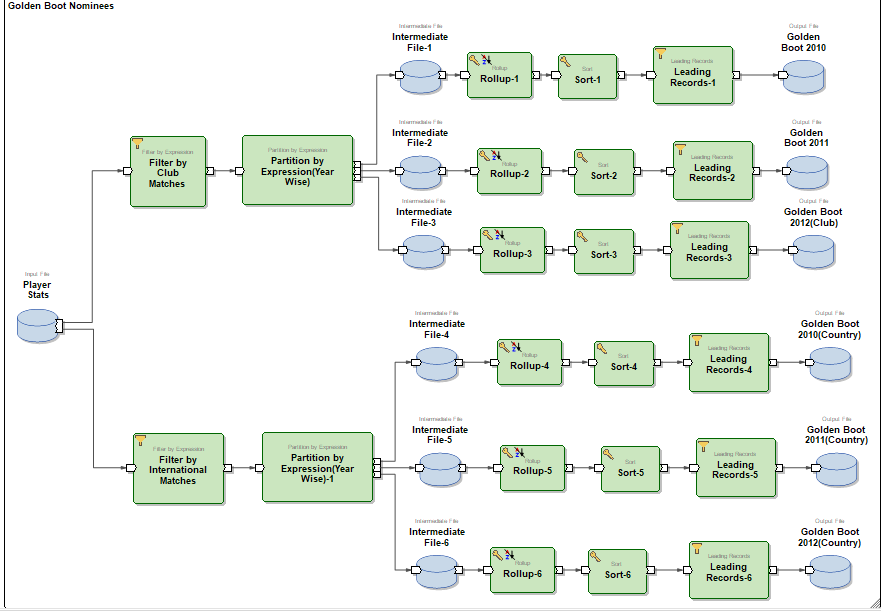 Golden Boot Nominees
Intermediate File
Intermediate
File-1
Rollup
Rollup-1
Sort
Sort-1
Leading Records
Leading
Records-1
Output File
Golden
Boot 2010
Intermediate File
Intermediate
File-2
Rollup
Rollup-2
Sort
Sort-2
Leading Records
Leading
Records-2
Output File
Golden
Boot 2011
Filter by Expression
Filter by
Club
Matches
Partition by Expression
Partition by
Expression(Year
Wise)
Intermediate File
Intermediate
File-3
Rollup
Rollup-3
Sort
Sort-3
Leading Records
Leading
Records-3
Output File
Golden Boot
2012(Club)
Input File
Player
Stats
Intermediate File
Intermediate
File-4
Rollup
Rollup-4
Sort
Sort-4
Leading Records
Leading
Records-4
Output File
Golden Boot
2010(Country)
Filter by Expression
Filter by
International
Matches
Partition by Expression
Partition by
Expression(Year
Wise)-1
Intermediate File
Intermediate
File-5
Rollup
Rollup-5
Sort
Sort-5
Leading Records
Leading
Records-5
Output File
Golden Boot
2011(Country)
Intermediate File
Intermediate
File-6
Rollup
Rollup-6
Sort
Sort-6
Leading Records
Leading
Records-6
Output File
Golden Boot
2012(Country)